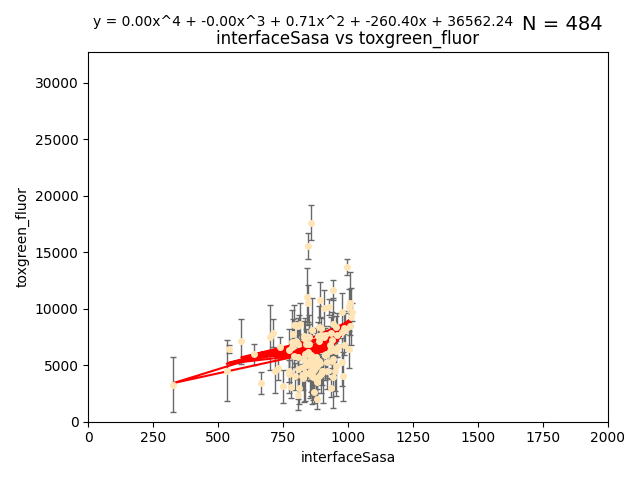 y = 0.00x^4 + -0.00x^3 + 0.71x^2 + -260.40x + 36562.24 N = 484
interfaceSasa vs toxgreen_fluor
30000
25000
20000
15000
10000
5000
0
toxgreen_fluor
0 250 500 750 1000 1250 1500 1750 2000
interfaceSasa